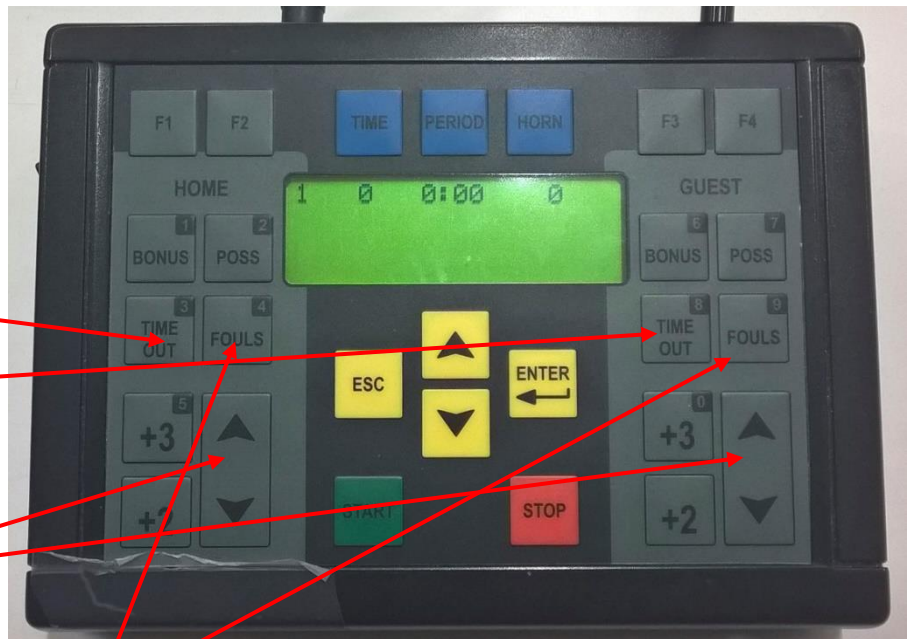 F1 F2 TIME PERIOD HORN F3 F4
HOME GUEST
1 0 0:00 0
1 2 6 7
BONUS POSS BONUS POSS
3 4 8 9
TIME OUT FOULS TIME OUT FOULS
ESC ENTER
5 0
+3 +3
+2 START STOP +2